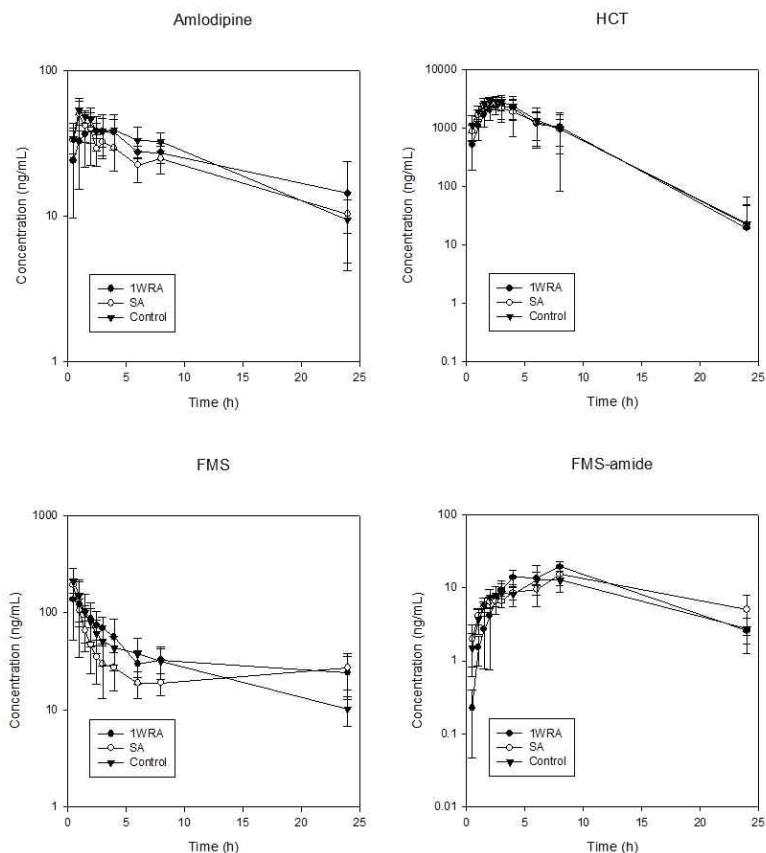 Amlodipine
Concentration (ng/mL)
100
10
1
1WRA
SA
Control
0 5 10 15 20 25
Time (h)
HCT
Concentration (ng/mL)
10000
1000
100
10
1
0.1
1WRA
SA
Control
0 5 10 15 20 25
Time (h)
FMS
Concentration (ng/mL)
1000
100
10
1
1WRA
SA
Control
0 5 10 15 20 25
Time (h)
FMS-amide
Concentration (ng/mL)
100
10
1
0.1
0.01
1WRA
SA
Control
0 5 10 15 20 25
Time (h)